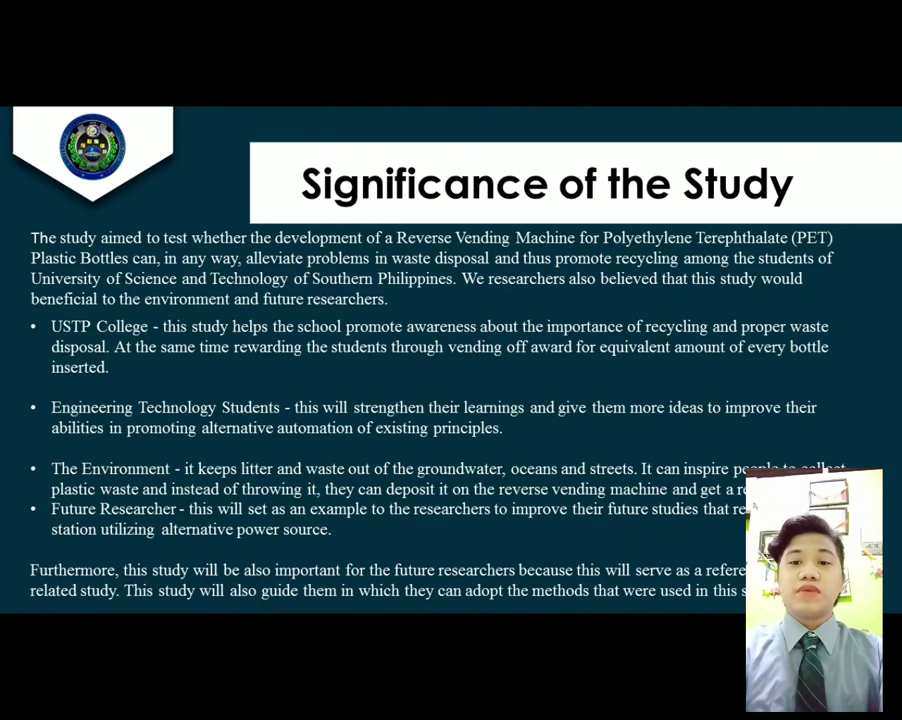 Significance of the Study
The study aimed to test whether the development of a Reverse Vending Machine for Polyethylene Terephthalate (PET)
Plastic Bottles can, in any way, alleviate problems in waste disposal and thus promote recycling among the students of
University of Science and Technology of Southern Philippines. We researchers also believed that this study would
beneficial to the environment and future researchers.
• USTP College - this study helps the school promote awareness about the importance of recycling and proper waste
disposal. At the same time rewarding the students through vending off award for equivalent amount of every bottle
inserted.
• Engineering Technology Students - this will strengthen their learnings and give them more ideas to improve their
abilities in promoting alternative automation of existing principles.
• The Environment - it keeps litter and waste out of the groundwater, oceans and streets. It can inspire people to collect
plastic waste and instead of throwing it, they can deposit it on the reverse vending machine and get a
• Future Researcher - this will set as an example to the researchers to improve their future studies that
station utilizing alternative power source.
Furthermore, this study will be also important for the future researchers because this will serve as a
related study. This study will also guide them in which they can adopt the methods that were used in this